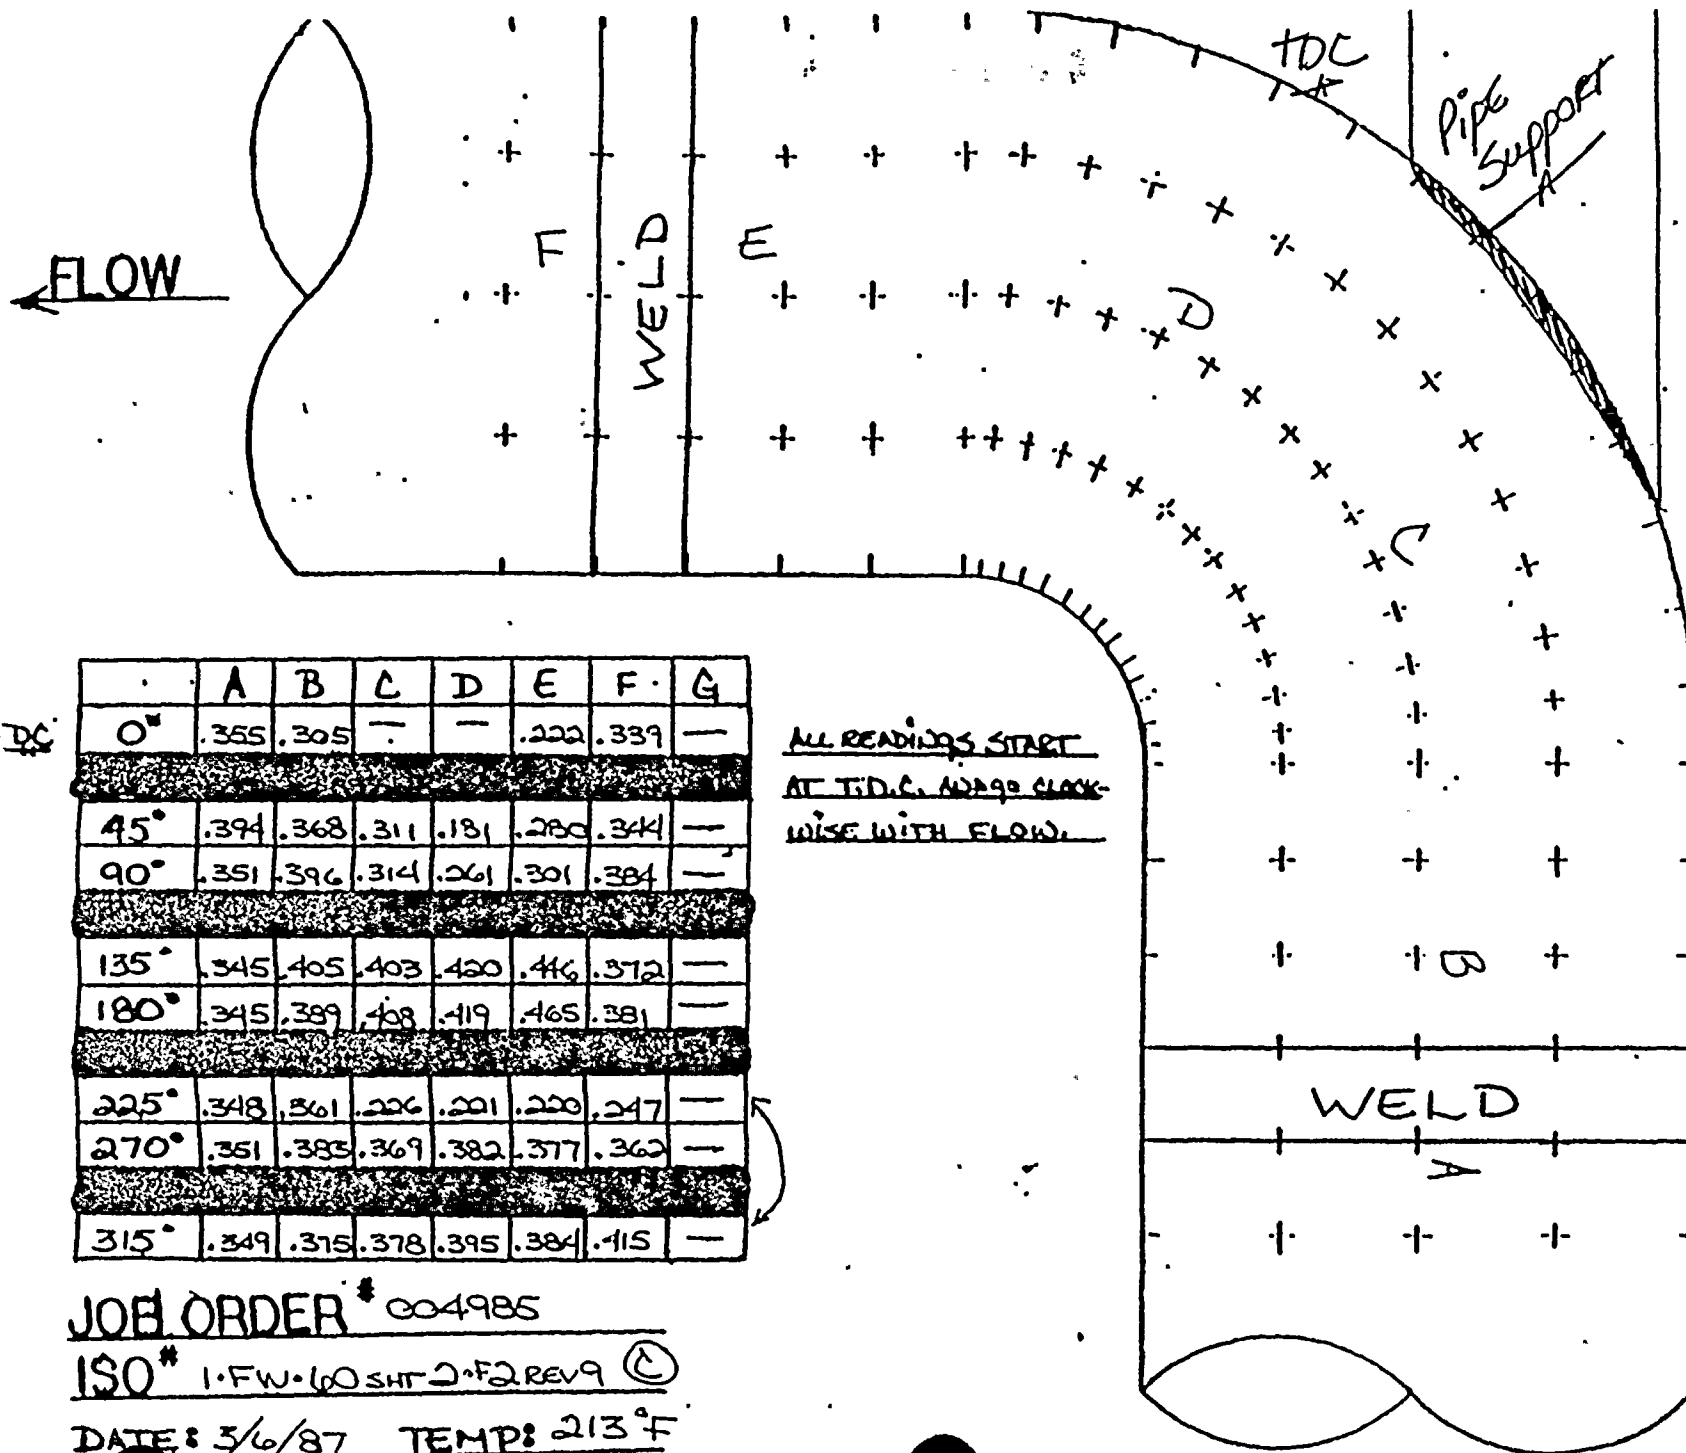 TDC
PIPE
SUPPORT
A
FLOW
F
WELD
E
D
C
A B C D E F G
DC 0° .355 .305 — — .222 .339 —
45° .394 .368 .311 .181 .280 .344 —
90° .351 .396 .314 .261 .301 .384 —
135° .345 .405 .403 .420 .446 .372 —
180° .345 .389 .408 .419 .465 .381 —
225° .348 .361 .226 .221 .220 .247 —
270° .351 .383 .369 .382 .377 .362 —
315° .349 .375 .378 .395 .384 .415 —
ALL READINGS START
AT T.D.C. AND GO CLOCK-
WISE WITH FLOW.
B
WELD
A
JOB ORDER # 004985
ISO # 1·FW·60 SHT 2·F2 REV 9 C
DATE: 3/6/87 TEMP: 213°F